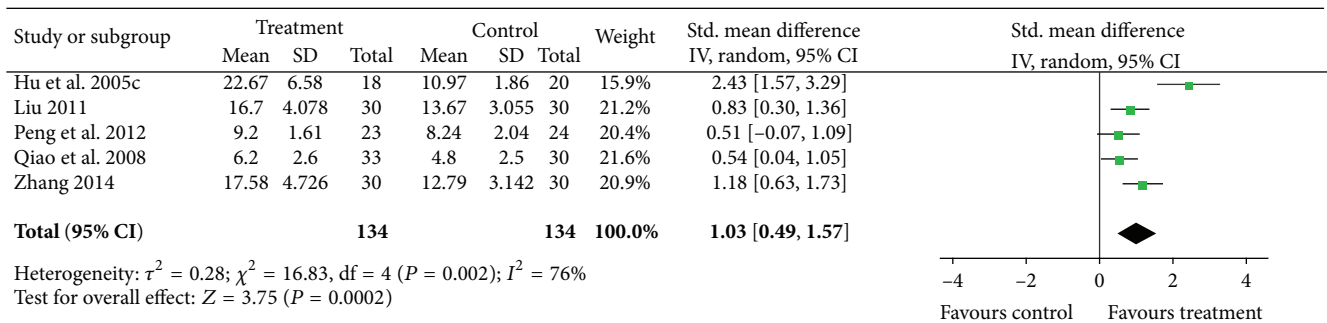 Study or subgroup Treatment Control Weight Std. mean difference Std. mean difference
Mean SD Total Mean SD Total IV, random, 95% CI IV, random, 95% CI
Hu et al. 2005c 22.67 6.58 18 10.97 1.86 20 15.9% 2.43 [1.57, 3.29]
Liu 2011 16.7 4.078 30 13.67 3.055 30 21.2% 0.83 [0.30, 1.36]
Peng et al. 2012 9.2 1.61 23 8.24 2.04 24 20.4% 0.51 [−0.07, 1.09]
Qiao et al. 2008 6.2 2.6 33 4.8 2.5 30 21.6% 0.54 [0.04, 1.05]
Zhang 2014 17.58 4.726 30 12.79 3.142 30 20.9% 1.18 [0.63, 1.73]
Total (95% CI) 134 134 100.0% 1.03 [0.49, 1.57]
Heterogeneity: τ² = 0.28; χ² = 16.83, df = 4 (P = 0.002); I² = 76%
Test for overall effect: Z = 3.75 (P = 0.0002)
−4 −2 0 2 4
Favours control Favours treatment